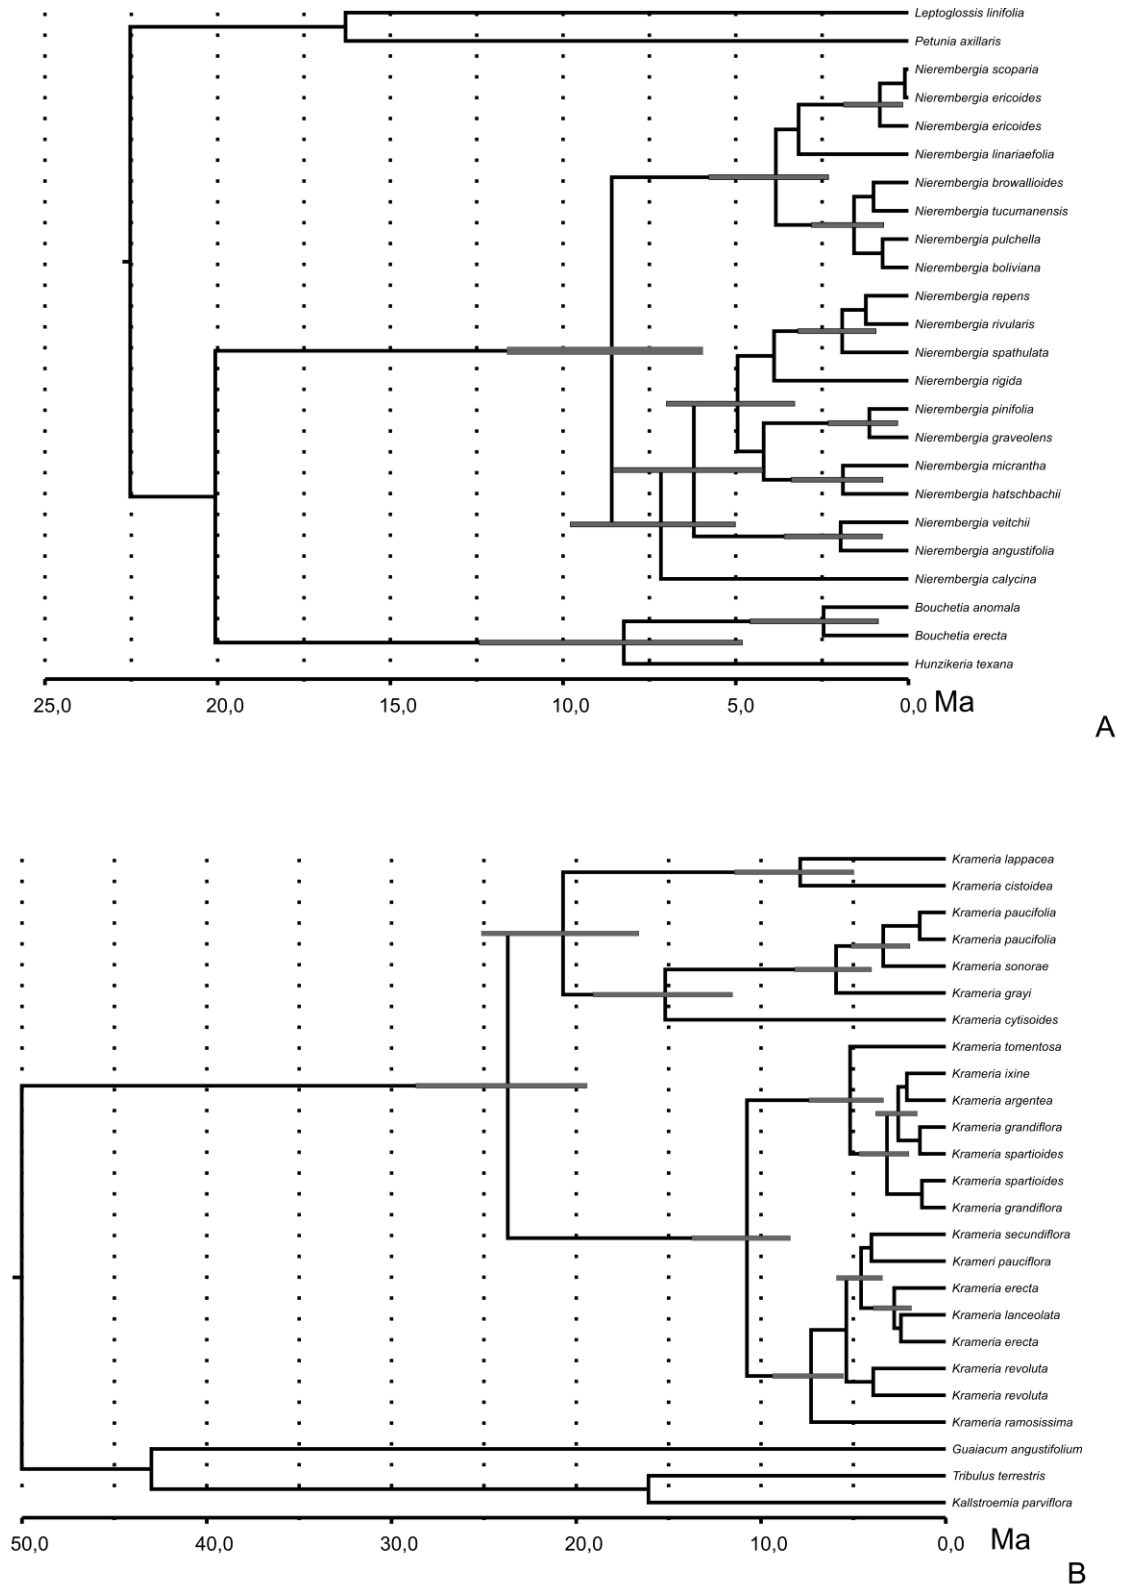 Leptoglossis linifolia
Petunia axillaris
Nierembergia scoparia
Nierembergia ericoides
Nierembergia ericoides
Nierembergia linariaefolia
Nierembergia browallioides
Nierembergia tucumanensis
Nierembergia pulchella
Nierembergia boliviana
Nierembergia repens
Nierembergia rivularis
Nierembergia spathulata
Nierembergia rigida
Nierembergia pinifolia
Nierembergia graveolens
Nierembergia micrantha
Nierembergia hatschbachii
Nierembergia veitchii
Nierembergia angustifolia
Nierembergia calycina
Bouchetia anomala
Bouchetia erecta
Hunzikeria texana
25,0 20,0 15,0 10,0 5,0 0,0 Ma
A
Krameria lappacea
Krameria cistoidea
Krameria paucifolia
Krameria paucifolia
Krameria sonorae
Krameria grayi
Krameria cytisoides
Krameria tomentosa
Krameria ixine
Krameria argentea
Krameria grandiflora
Krameria spartioides
Krameria spartioides
Krameria grandiflora
Krameria secundiflora
Krameri pauciflora
Krameria erecta
Krameria lanceolata
Krameria erecta
Krameria revoluta
Krameria revoluta
Krameria ramosissima
Guaiacum angustifolium
Tribulus terrestris
Kallstroemia parviflora
50,0 40,0 30,0 20,0 10,0 Ma 0,0
B